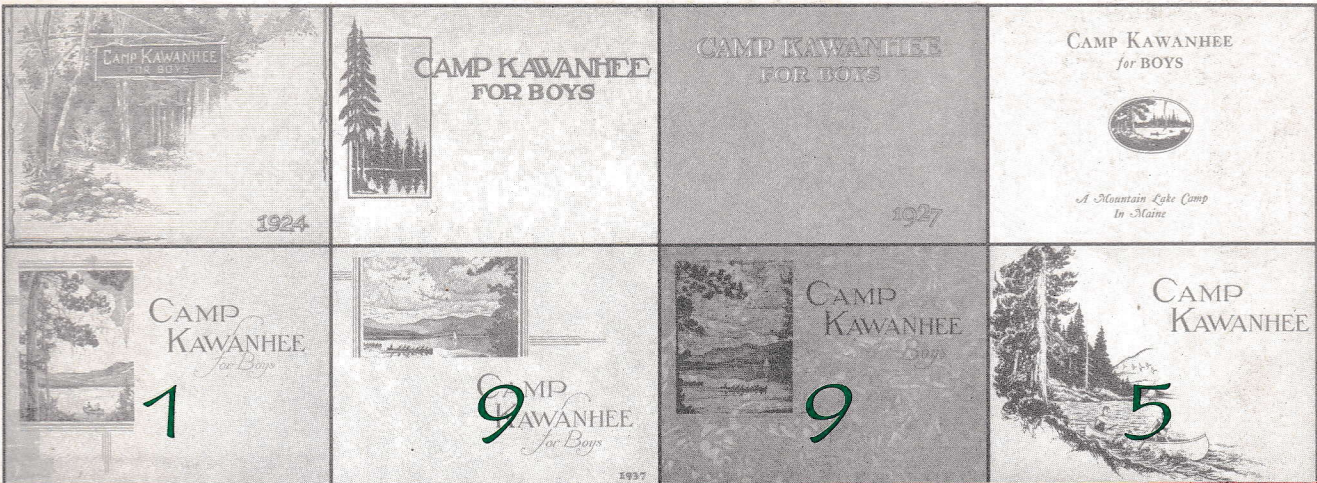 CAMP KAWANHEE
FOR BOYS
1924
CAMP KAWANHEE
FOR BOYS
CAMP KAWANHEE
FOR BOYS
1927
CAMP KAWANHEE
for BOYS
A Mountain Lake Camp
In Maine
CAMP
KAWANHEE
for Boys
1
CAMP
KAWANHEE
for Boys
9
1937
CAMP
KAWANHEE
for Boys
9
CAMP
KAWANHEE
5